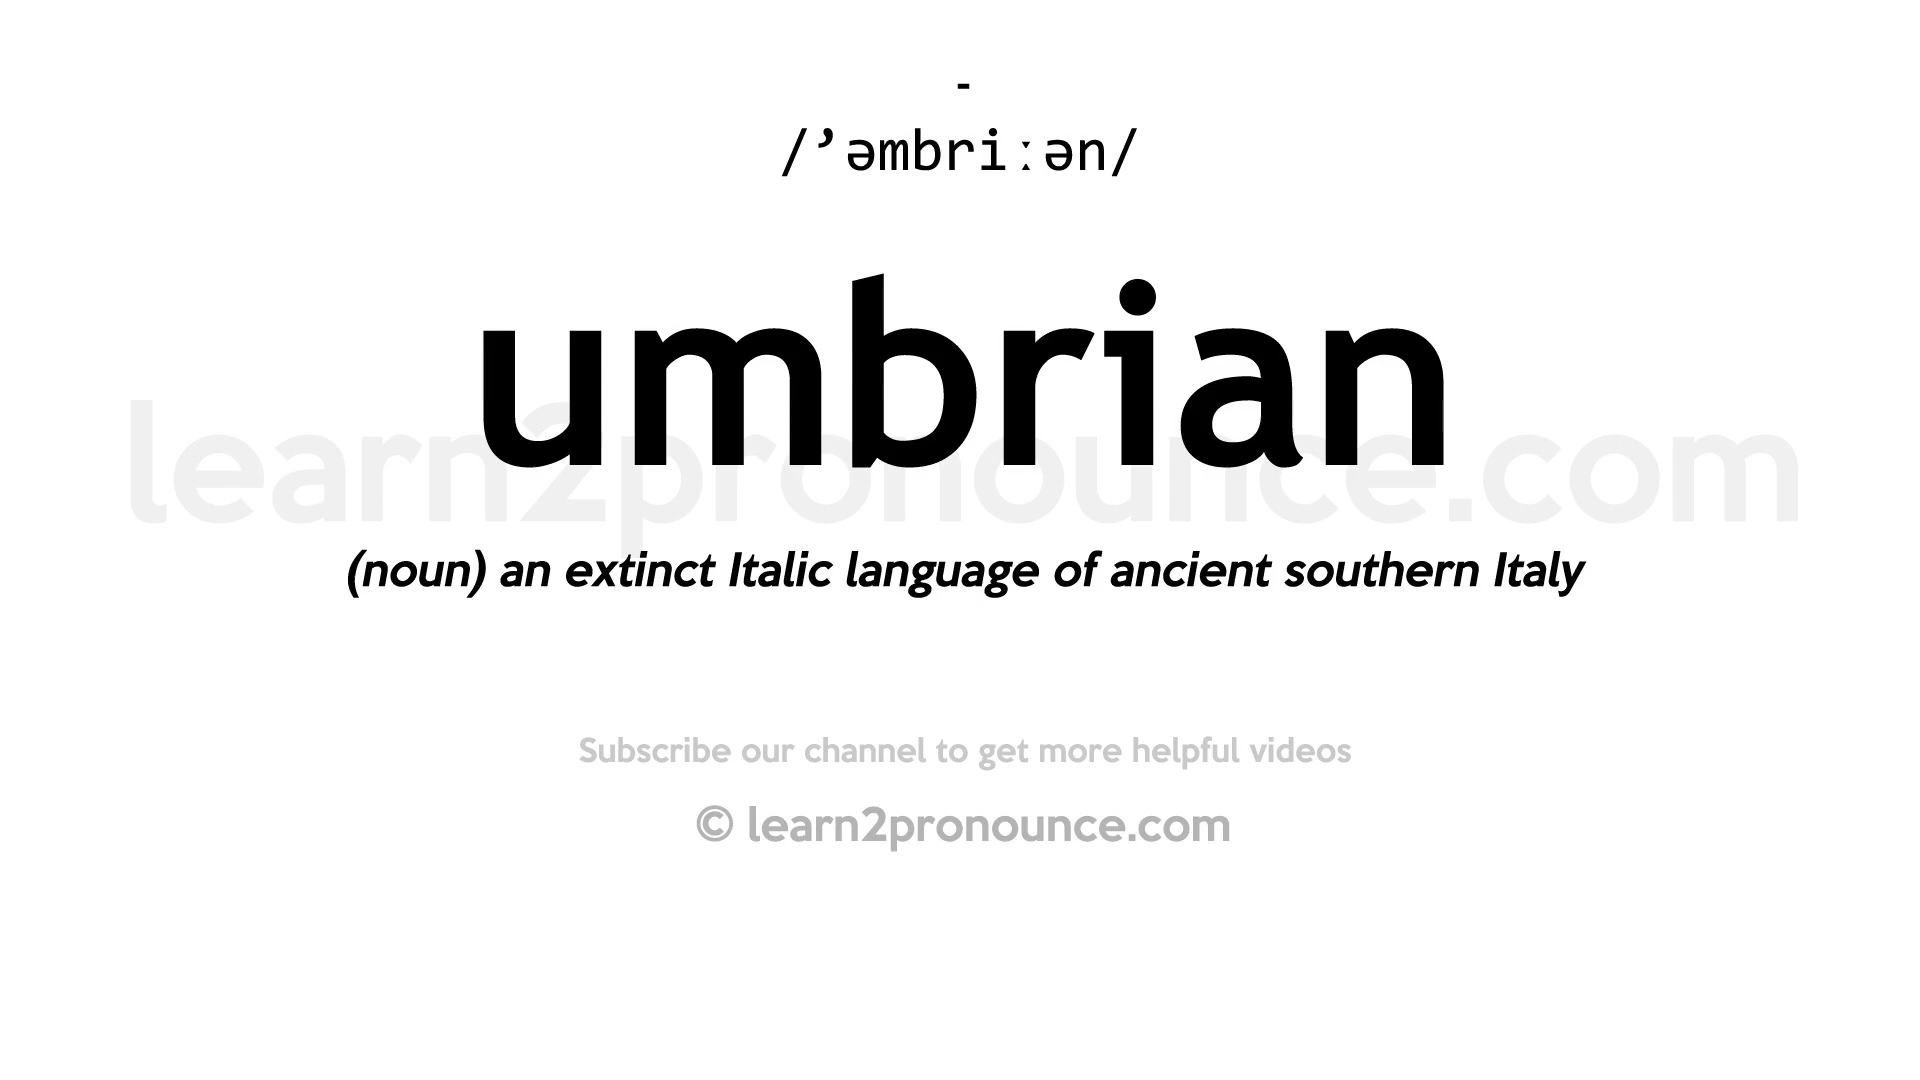 -
/’əmbriːən/
umbrian
learn2pronounce.com
(noun) an extinct Italic language of ancient southern Italy
Subscribe our channel to get more helpful videos
© learn2pronounce.com